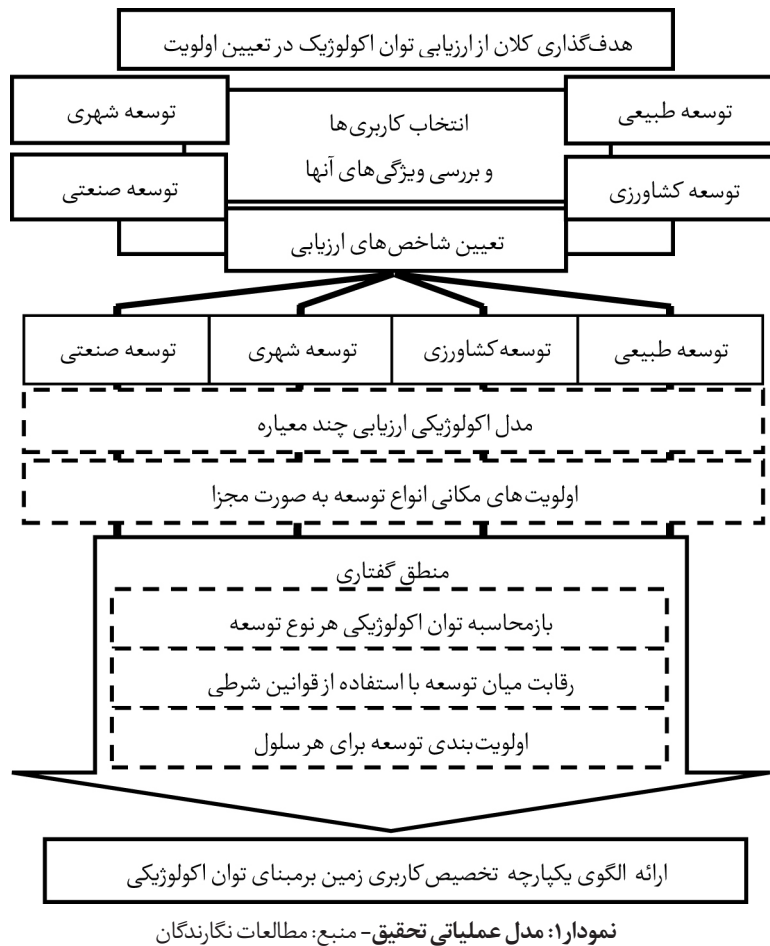 هدف‌گذاری کلان از ارزیابی توان اکولوژیک در تعیین اولویت
توسعه طبیعی
انتخاب کاربری‌ها
و بررسی ویژگی‌های آنها
توسعه شهری
توسعه کشاورزی
توسعه صنعتی
تعیین شاخص‌های ارزیابی
توسعه طبیعی
توسعه کشاورزی
توسعه شهری
توسعه صنعتی
مدل اکولوژیکی ارزیابی چند معیاره
اولویت‌های مکانی انواع توسعه به صورت مجزا
منطق گفتاری
بازمحاسبه توان اکولوژیکی هر نوع توسعه
رقابت میان توسعه با استفاده از قوانین شرطی
اولویت‌بندی توسعه برای هر سلول
ارائه الگوی یکپارچه تخصیص کاربری زمین برمبنای توان اکولوژیکی
نمودار۱: مدل عملیاتی تحقیق- منبع: مطالعات نگارندگان